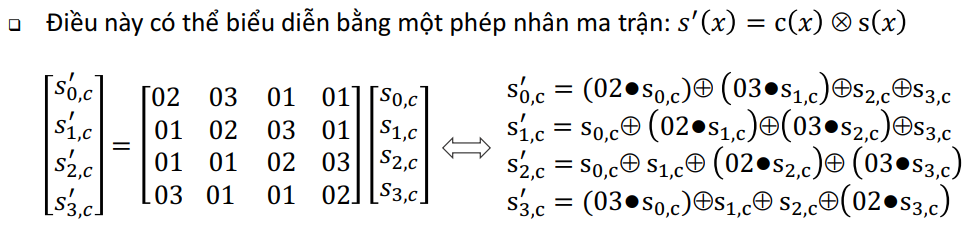 ❑ Điều này có thể biểu diễn bằng một phép nhân ma trận: s′(x) = c(x) ⊗ s(x)
[s′0,c] = [02 03 01 01] [s0,c] ⟺ s′0,c = (02●s0,c)⊕ (03●s1,c)⊕s2,c⊕s3,c
[s′1,c] [01 02 03 01] [s1,c] s′1,c = s0,c⊕ (02●s1,c)⊕(03●s2,c)⊕s3,c
[s′2,c] [01 01 02 03] [s2,c] s′2,c = s0,c⊕ s1,c⊕ (02●s2,c)⊕ (03●s3,c)
[s′3,c] [03 01 01 02] [s3,c] s′3,c = (03●s0,c)⊕s1,c⊕ s2,c⊕(02●s3,c)